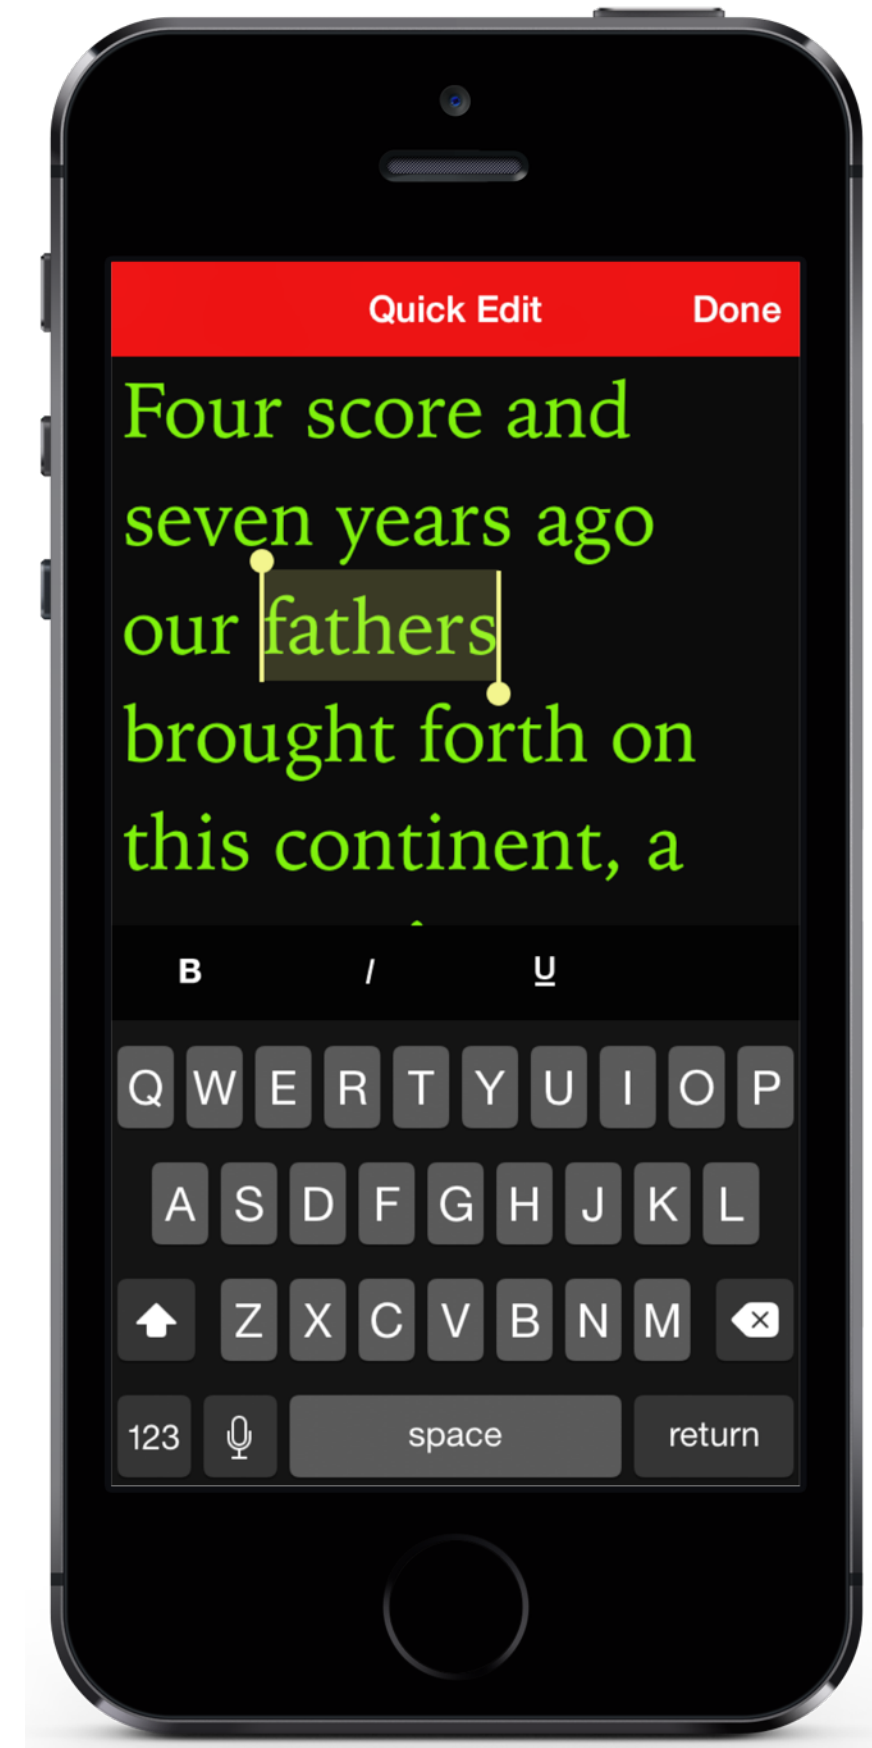 Quick Edit Done
Four score and
seven years ago
our fathers
brought forth on
this continent, a
B I U
Q W E R T Y U I O P
A S D F G H J K L
Z X C V B N M
123 space return